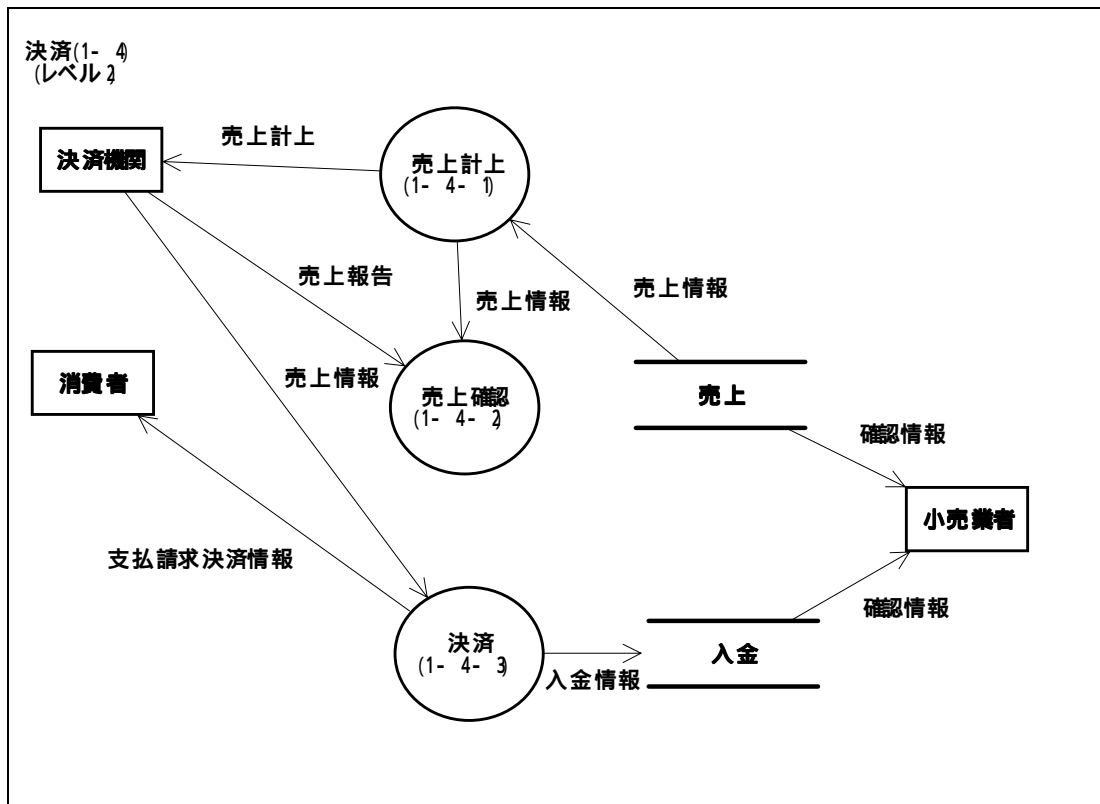 決済(1- 4)
(レベル2)
売上計上
決済機関
売上計上
(1- 4- 1)
売上報告
売上情報
売上情報
消費者
売上情報
売上確認
(1- 4- 2)
売上
確認情報
小売業者
支払請求決済情報
確認情報
決済
(1- 4- 3)
入金情報
入金